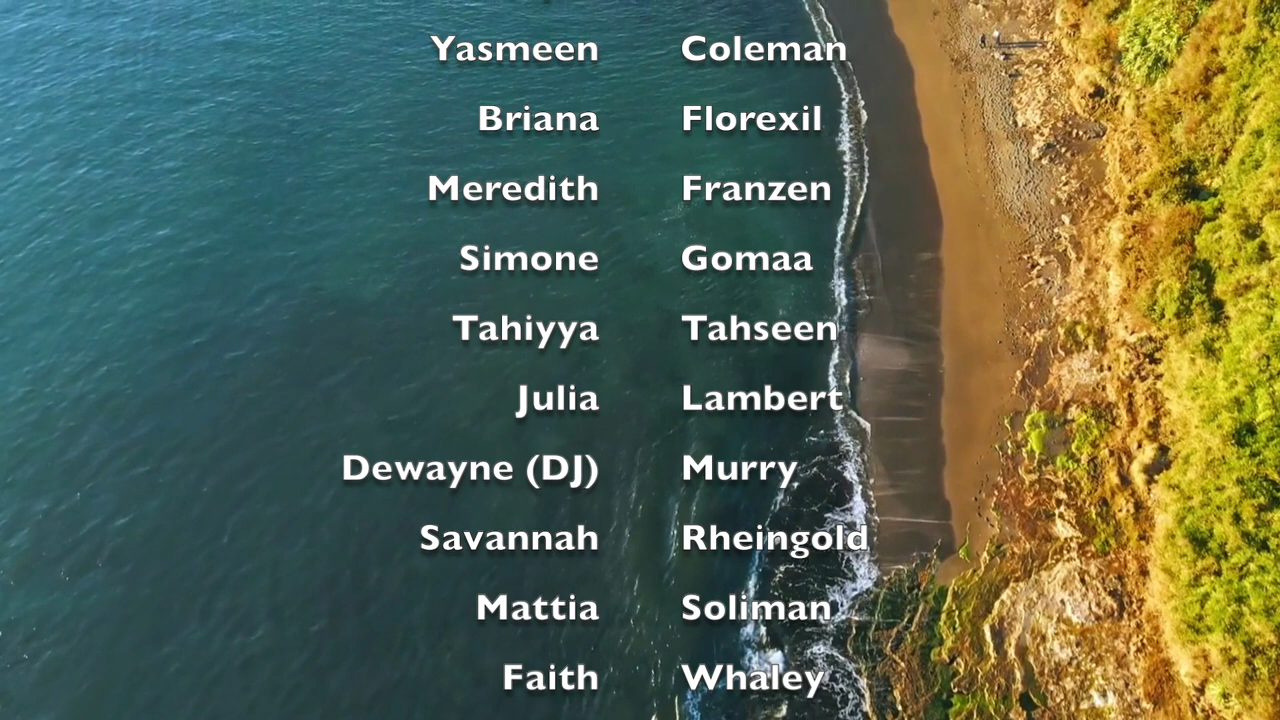 Yasmeen Coleman
Briana Florexil
Meredith Franzen
Simone Gomaa
Tahiyya Tahseen
Julia Lambert
Dewayne (DJ) Murry
Savannah Rheingold
Mattia Soliman
Faith Whaley